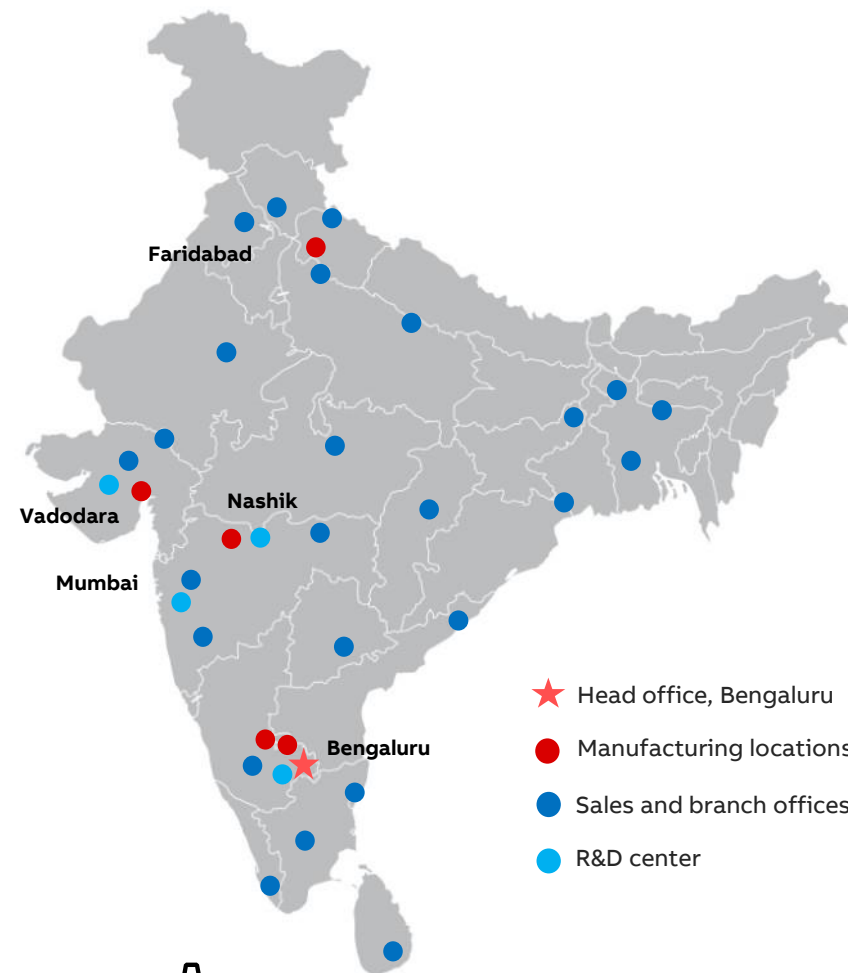 Faridabad
Nashik
Vadodara
Mumbai
Bengaluru
Head office, Bengaluru
Manufacturing locations
Sales and branch offices
R&D center